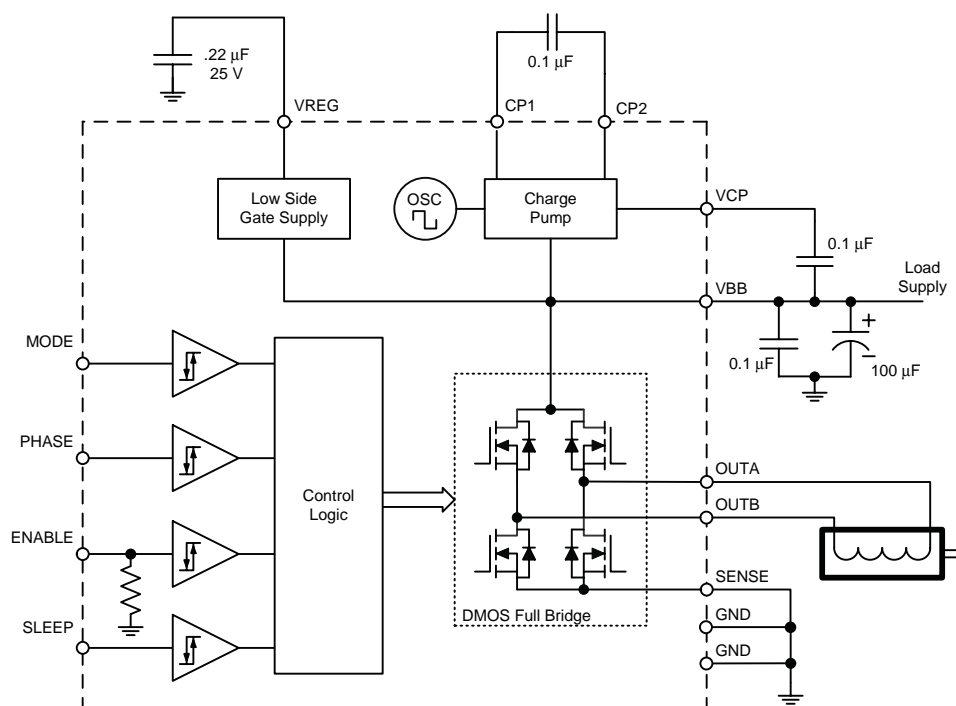 .22 µF
25 V
0.1 µF
VREG
CP1
CP2
Low Side
Gate Supply
OSC
Charge
Pump
VCP
0.1 µF
Load
Supply
VBB
MODE
+
0.1 µF
–
100 µF
PHASE
Control
Logic
OUTA
OUTB
ENABLE
SENSE
DMOS Full Bridge
GND
SLEEP
GND